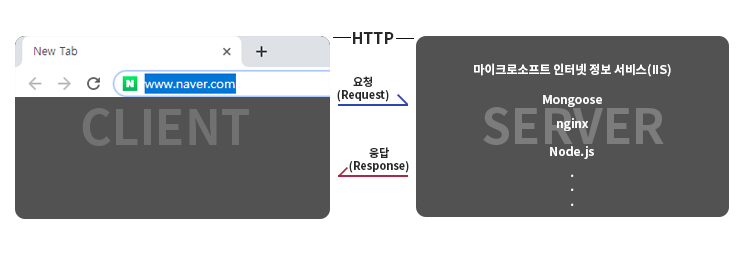 New Tab
www.naver.com
CLIENT
HTTP
요청
(Request)
응답
(Response)
마이크로소프트 인터넷 정보 서비스(IIS)
Mongoose
SERVER
nginx
Node.js
.
.
.